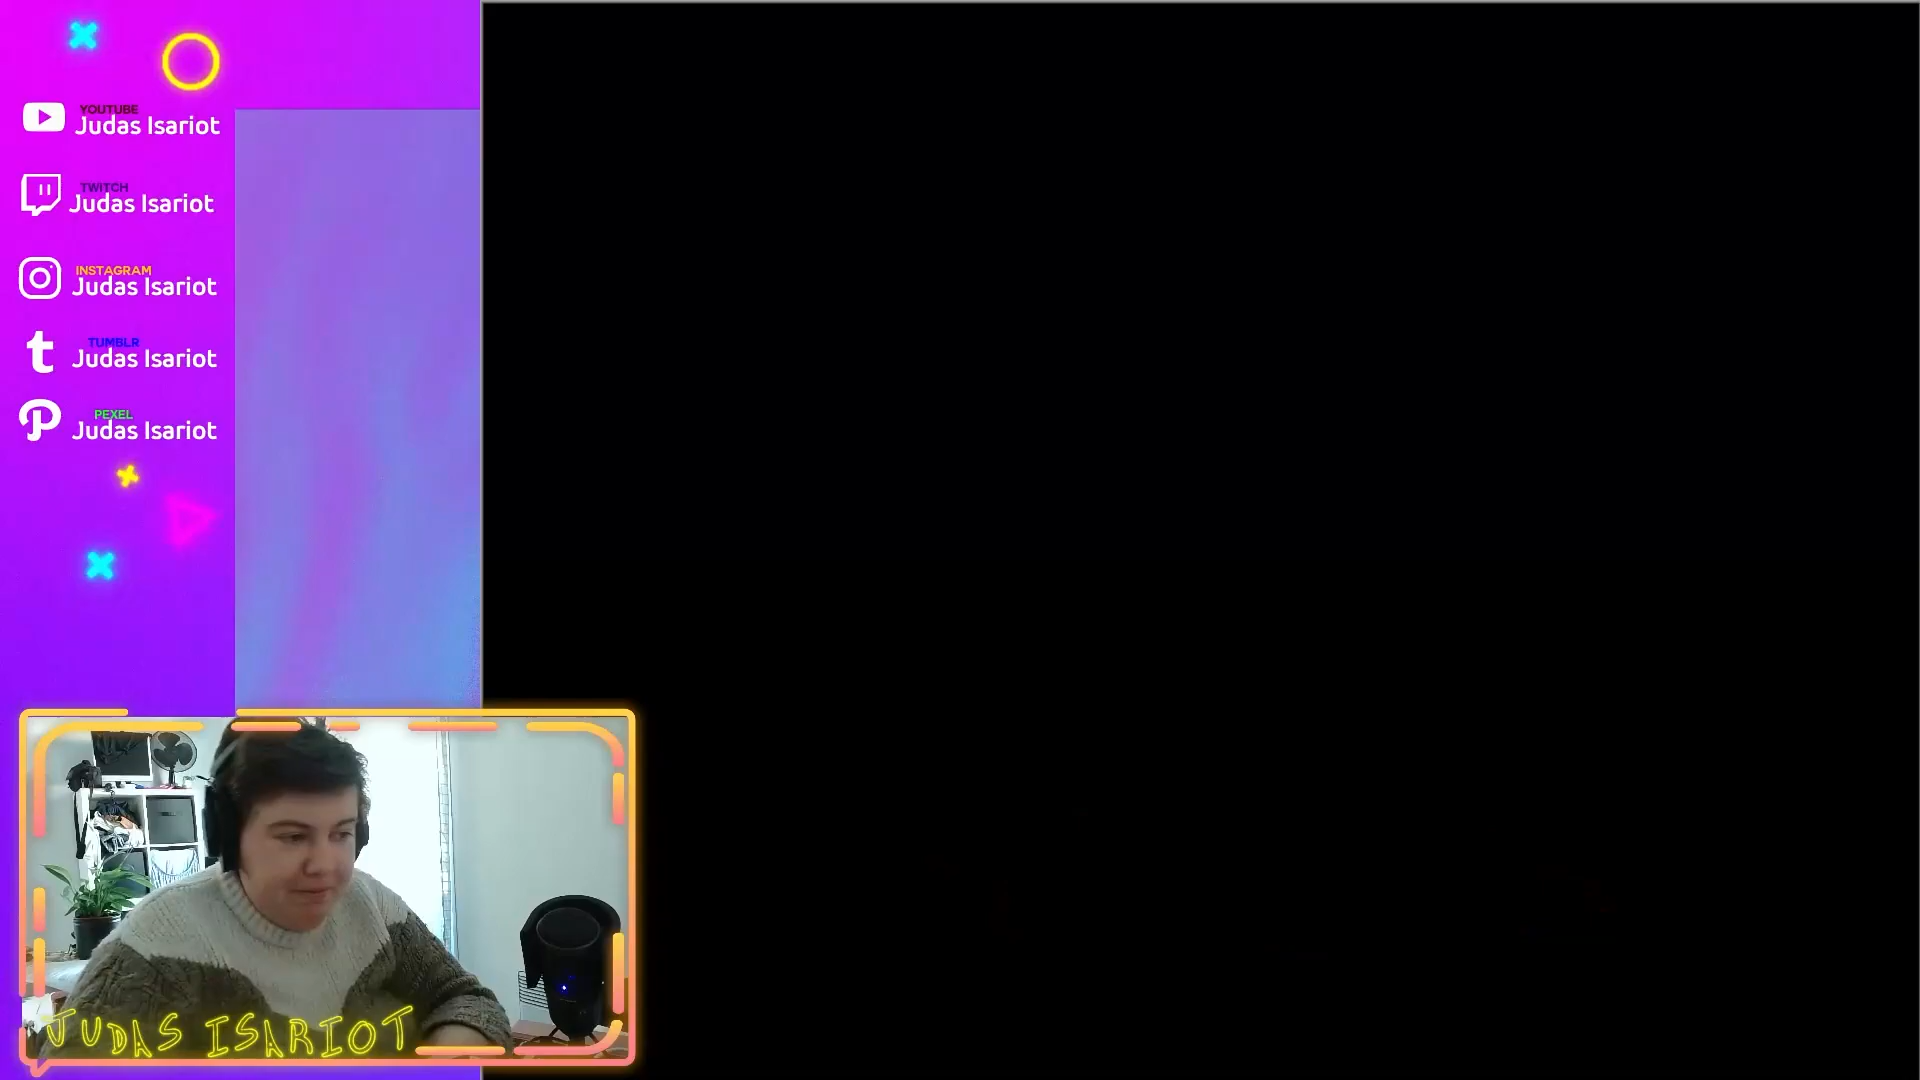 YOUTUBE
Judas Isariot
TWITCH
Judas Isariot
INSTAGRAM
Judas Isariot
TUMBLR
Judas Isariot
PEXEL
Judas Isariot
JUDAS ISARIOT